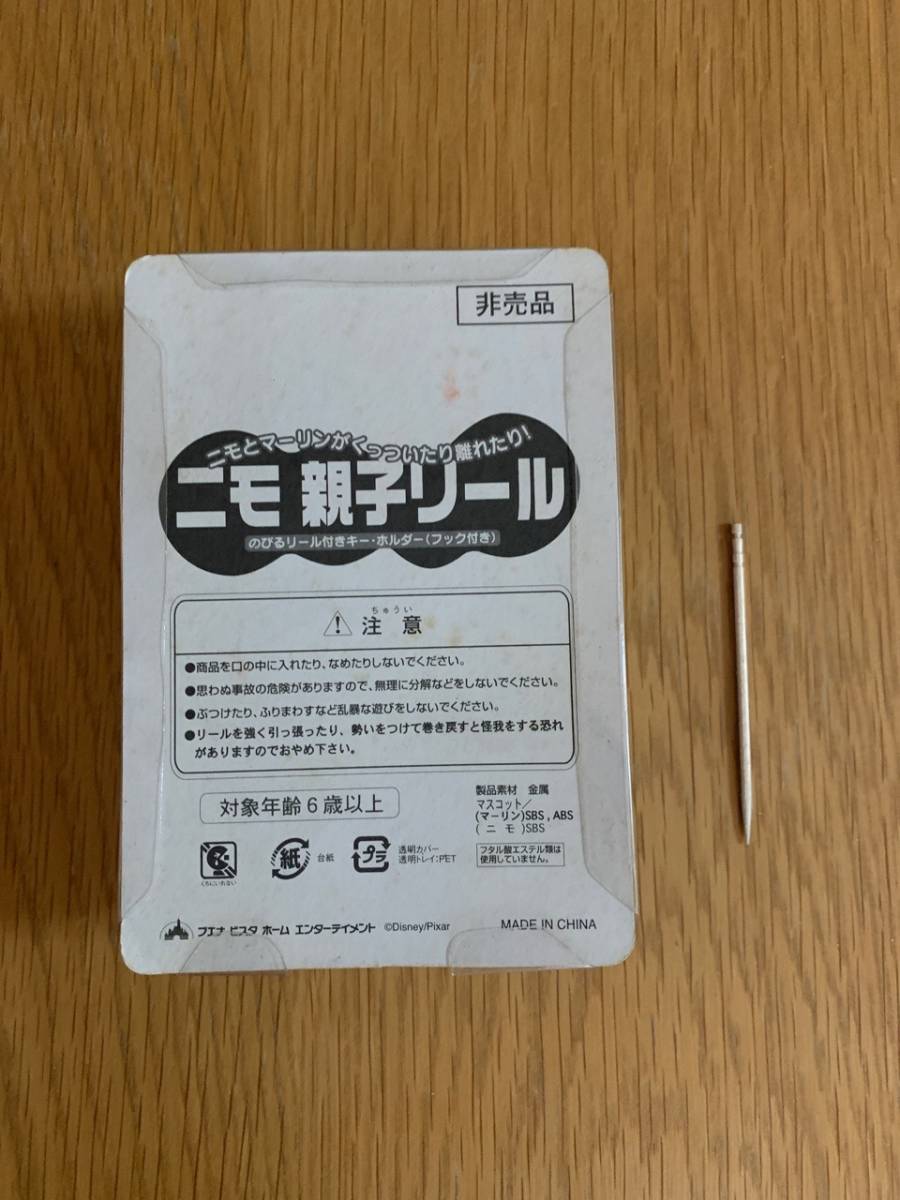 非売品
ニモとマーリンがくっついたり離れたり!
ニモ 親子リール
のびるリール付きキー・ホルダー(フック付き)
ちゅうい
注意
●商品を口の中に入れたり、なめたりしないでください。
●思わぬ事故の危険がありますので、無理に分解などをしないでください。
●ぶつけたり、ふりまわすなど乱暴な遊びをしないでください。
●リールを強く引っ張ったり、勢いをつけて巻き戻すと怪我をする恐れ
がありますのでおやめ下さい。
対象年齢6歳以上
製品素材 金属
マスコット/
(マーリン)SBS,ABS
(ニモ)SBS
フタル酸エステル類は
使用していません。
くちにいれない
紙
台紙
プラ
透明カバー
透明トレイ:PET
ブエナ ビスタ ホーム エンターテイメント ©Disney/Pixar
MADE IN CHINA